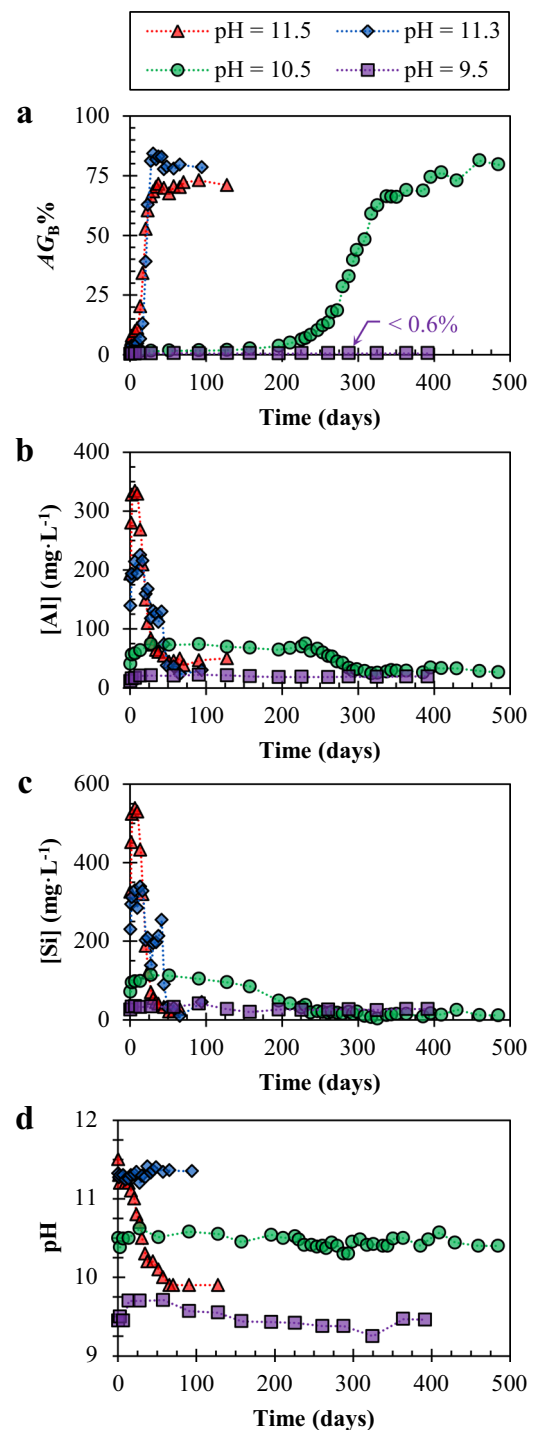 pH = 11.5 pH = 11.3
pH = 10.5 pH = 9.5
a
100
75
50
25
0
AG_B%
< 0.6%
0 100 200 300 400 500
Time (days)
b
400
300
200
100
0
[Al] (mg·L⁻¹)
0 100 200 300 400 500
Time (days)
c
600
400
200
0
[Si] (mg·L⁻¹)
0 100 200 300 400 500
Time (days)
d
12
11
10
9
pH
0 100 200 300 400 500
Time (days)